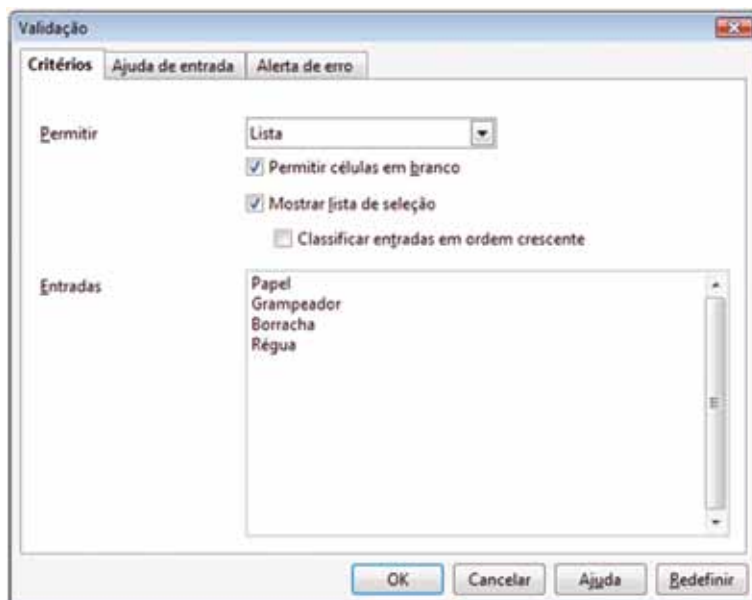 Validação
Critérios Ajuda de entrada Alerta de erro
Permitir Lista
Permitir células em branco
Mostrar lista de seleção
Classificar entradas em ordem crescente
Entradas Papel
Grampeador
Borracha
Régua
OK Cancelar Ajuda Redefinir